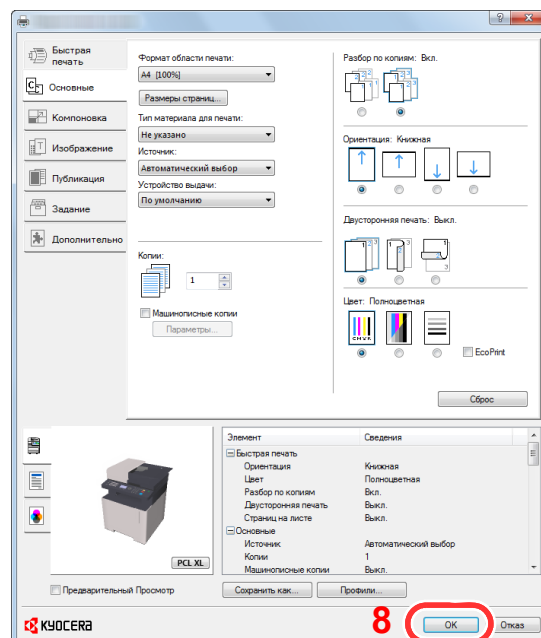 Быстрая
печать
Основные
Компоновка
Изображение
Публикация
Задание
Дополнительно
Формат области печати:
A4 [100%]
Размеры страниц...
Тип материала для печати:
Не указано
Источник:
Автоматический выбор
Устройство выдачи:
По умолчанию
Копии:
1
Машинописные копии
Параметры...
Разбор по копиям: Вкл.
Ориентация: Книжная
Двусторонняя печать: Выкл.
Цвет: Полноцветная
CMYK
EcoPrint
Сброс
PCL XL
Предварительный Просмотр
Элемент Сведения
Быстрая печать
Ориентация Книжная
Цвет Полноцветная
Разбор по копиям Вкл.
Двусторонняя печать Выкл.
Страниц на листе Выкл.
Основные
Источник Автоматический выбор
Копии 1
Машинописные копии Выкл.
Сохранить как... Профили...
KYOCERA
8 OK Отказ